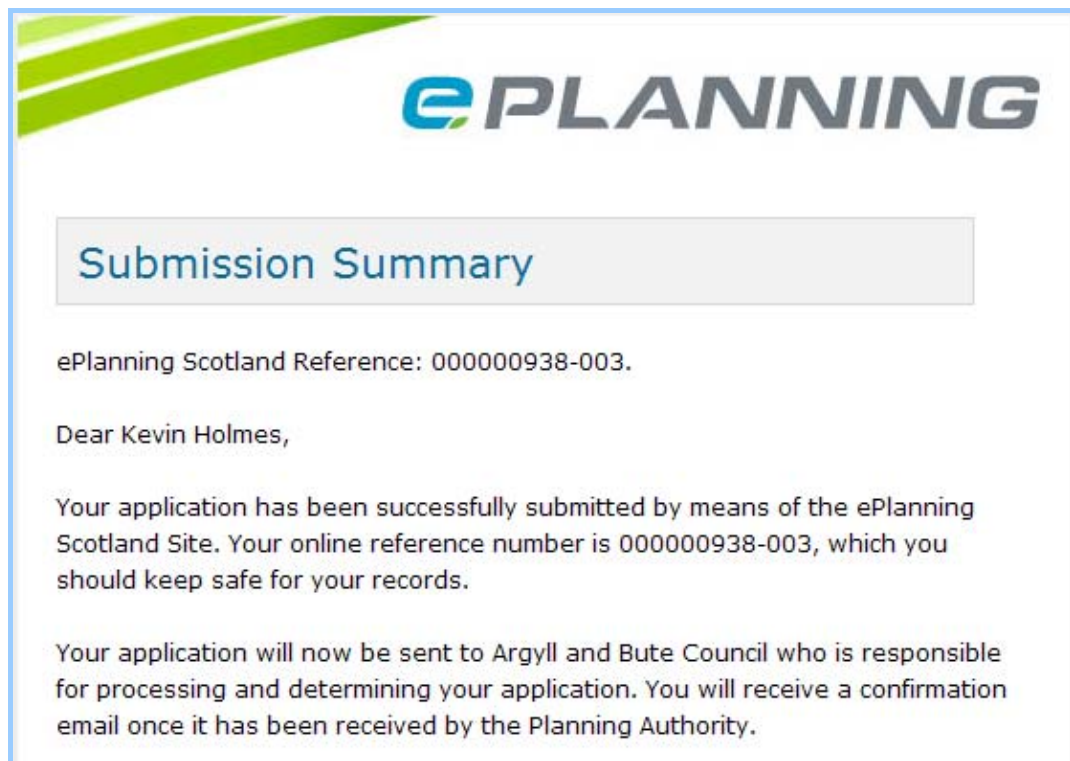 ePLANNING
Submission Summary
ePlanning Scotland Reference: 000000938-003.
Dear Kevin Holmes,
Your application has been successfully submitted by means of the ePlanning
Scotland Site. Your online reference number is 000000938-003, which you
should keep safe for your records.
Your application will now be sent to Argyll and Bute Council who is responsible
for processing and determining your application. You will receive a confirmation
email once it has been received by the Planning Authority.